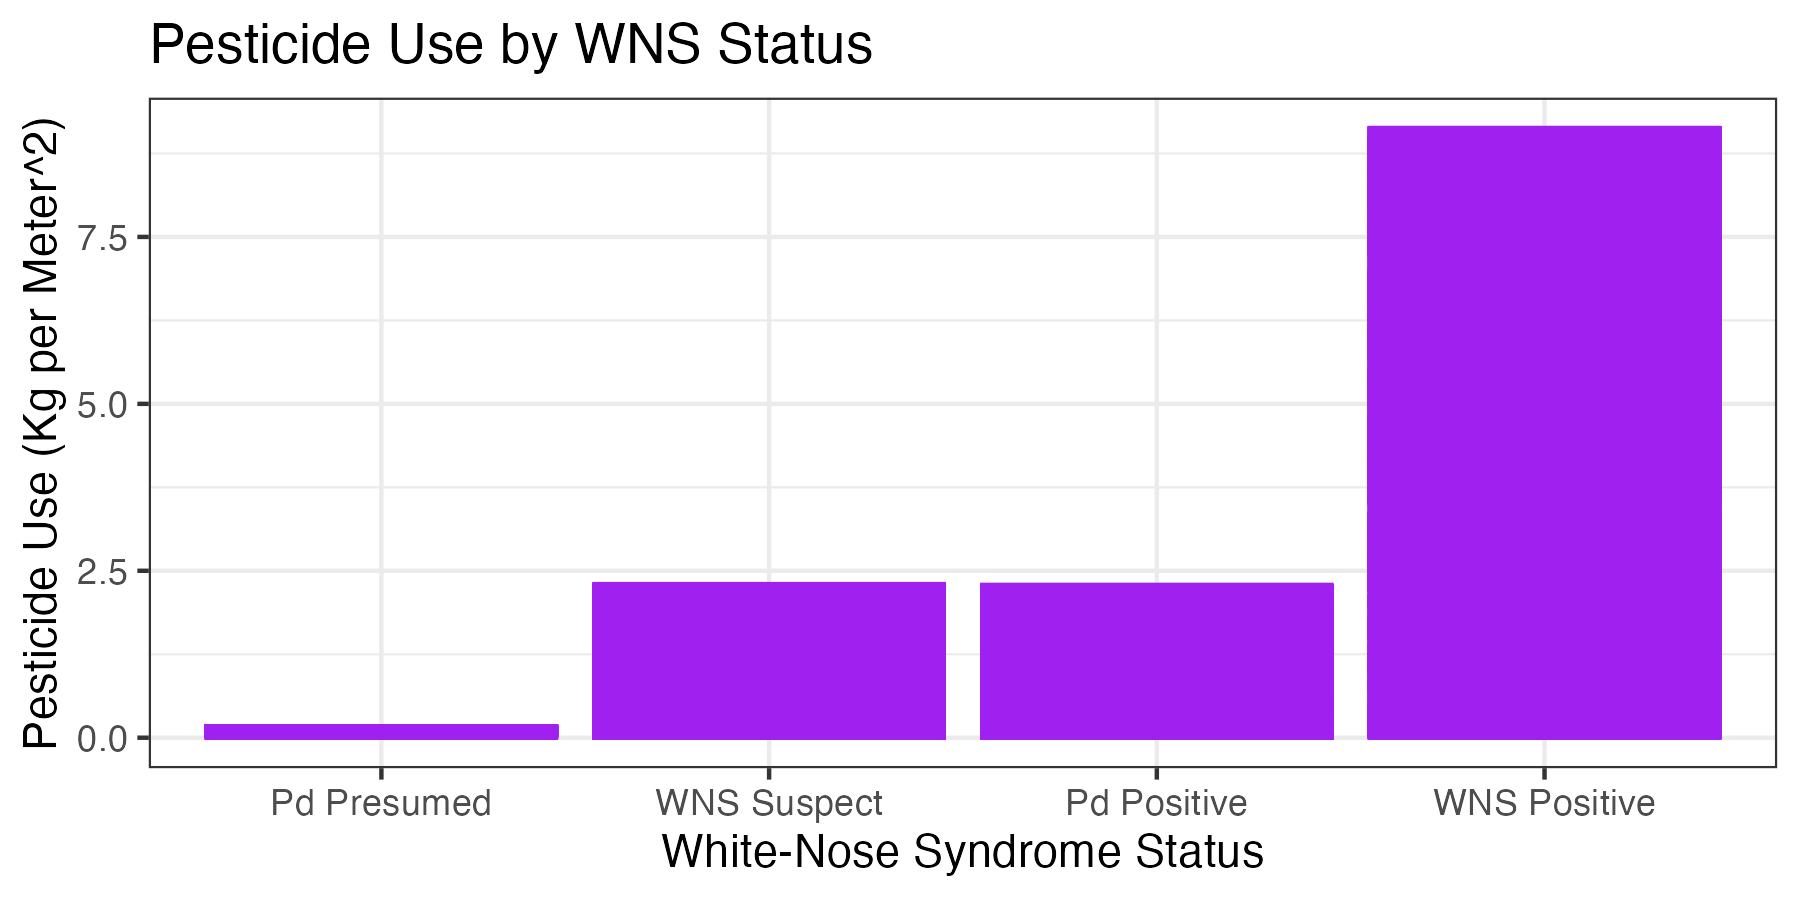 Pesticide Use by WNS Status
Pesticide Use (Kg per Meter^2)
7.5
5.0
2.5
0.0
Pd Presumed
WNS Suspect
Pd Positive
WNS Positive
White-Nose Syndrome Status